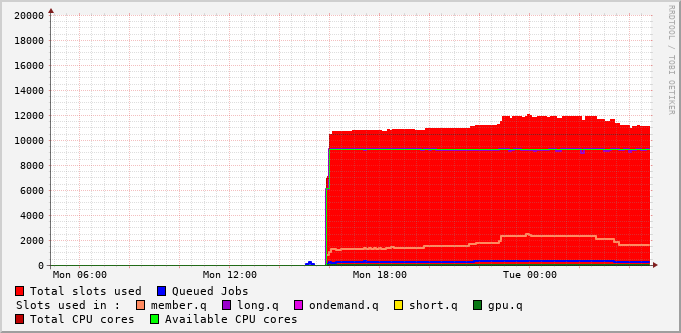 20000
18000
16000
14000
12000
10000
8000
6000
4000
2000
0
Mon 06:00 Mon 12:00 Mon 18:00 Tue 00:00
Total slots used Queued Jobs
Slots used in : member.q long.q ondemand.q short.q gpu.q
Total CPU cores Available CPU cores
RRDTOOL / TOBI OETIKER